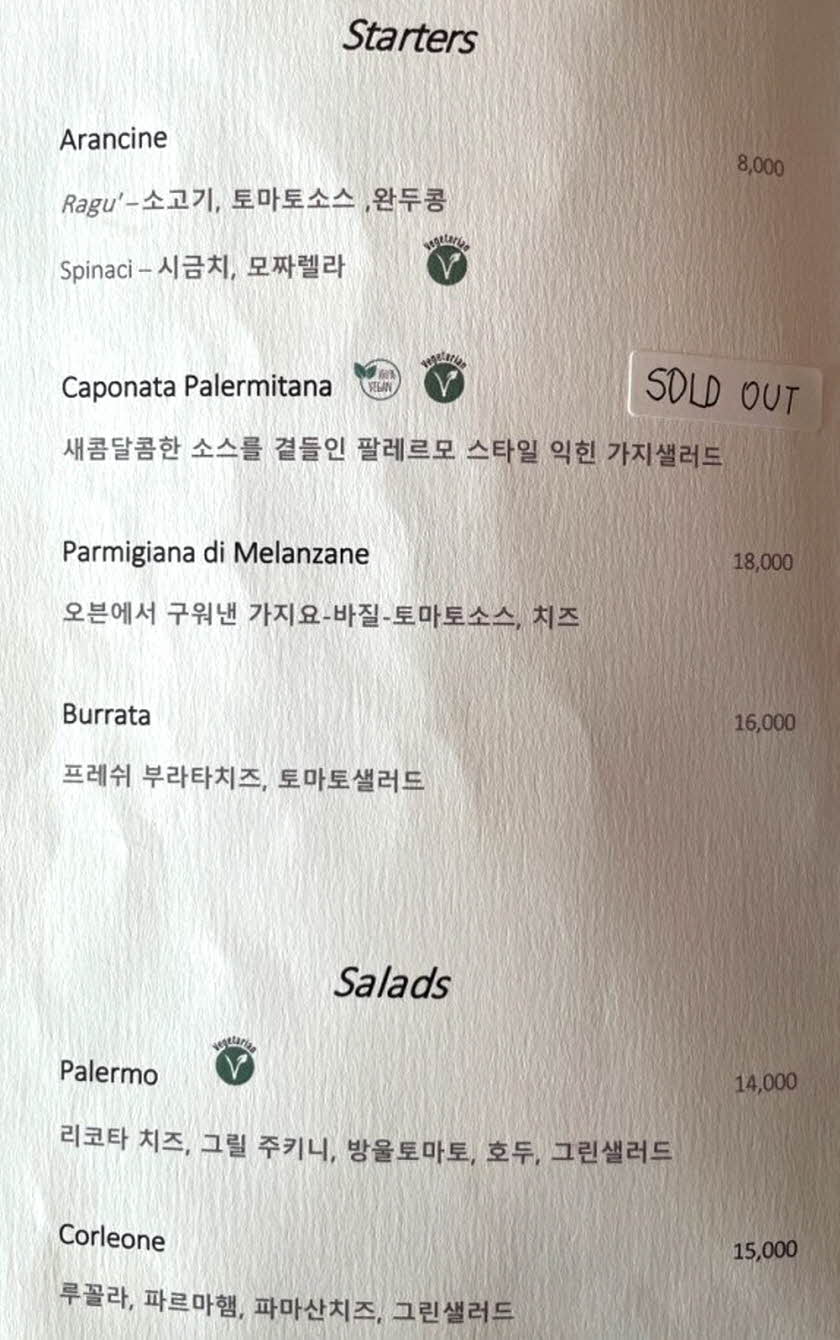 Starters
Arancine
8,000
Ragu' – 소고기, 토마토소스 ,완두콩
Vegetarian
Spinaci – 시금치, 모짜렐라
Vegetarian
Caponata Palermitana
100% VEGAN
SOLD OUT
새콤달콤한 소스를 곁들인 팔레르모 스타일 익힌 가지샐러드
Parmigiana di Melanzane
18,000
오븐에서 구워낸 가지요-바질-토마토소스, 치즈
Burrata
16,000
프레쉬 부라타치즈, 토마토샐러드
Salads
Vegetarian
Palermo
14,000
리코타 치즈, 그릴 주키니, 방울토마토, 호두, 그린샐러드
Corleone
15,000
루꼴라, 파르마햄, 파마산치즈, 그린샐러드